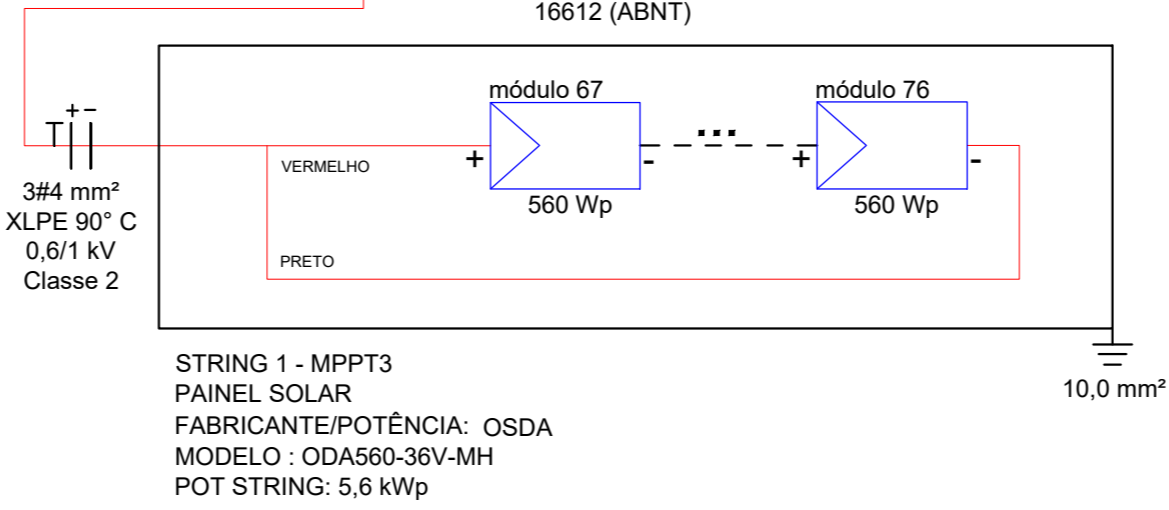 16612 (ABNT)
módulo 67
módulo 76
+ -
T
VERMELHO
+
-
...
+
-
3#4 mm²
XLPE 90° C
0,6/1 kV
Classe 2
560 Wp
560 Wp
PRETO
STRING 1 - MPPT3
PAINEL SOLAR
FABRICANTE/POTÊNCIA: OSDA
MODELO : ODA560-36V-MH
POT STRING: 5,6 kWp
10,0 mm²